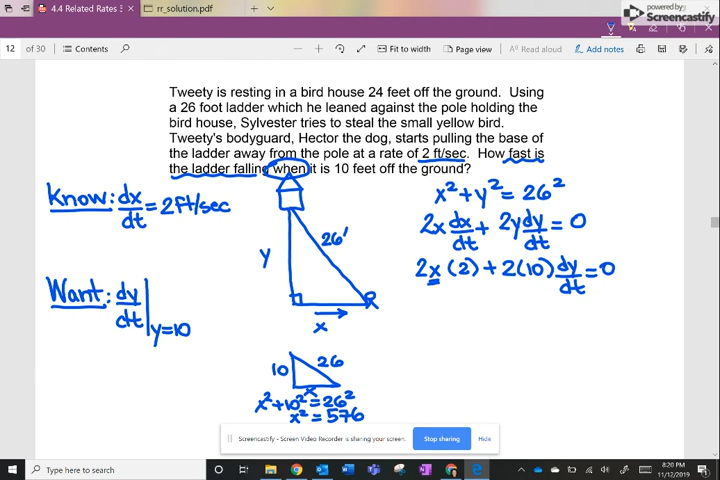 4.4 Related Rates: 3rd
rr_solution.pdf
powered by
Screencastify
12 of 30
Contents
Fit to width
Page view
Read aloud
Add notes
Tweety is resting in a bird house 24 feet off the ground. Using
a 26 foot ladder which he leaned against the pole holding the
bird house, Sylvester tries to steal the small yellow bird.
Tweety's bodyguard, Hector the dog, starts pulling the base of
the ladder away from the pole at a rate of 2 ft/sec. How fast is
the ladder falling when it is 10 feet off the ground?
Know: dx/dt = 2ft/sec
Want: dy/dt | y=10
y
26'
x
10
26
x
x² + 10² = 26²
x² = 576
x² + y² = 26²
2x dx/dt + 2y dy/dt = 0
2x (2) + 2(10) dy/dt = 0
Screencastify - Screen Video Recorder is sharing your screen.
Stop sharing
Hide
Type here to search
8:20 PM
11/12/2019